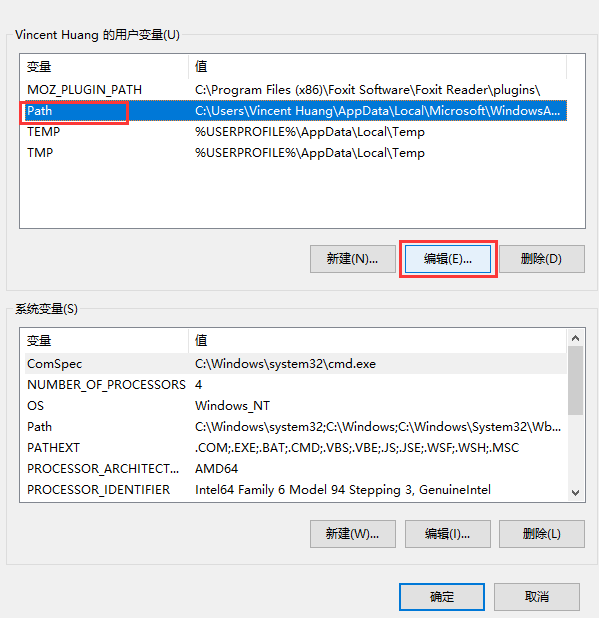 Vincent Huang 的用户变量(U)
变量 值
MOZ_PLUGIN_PATH C:\Program Files (x86)\Foxit Software\Foxit Reader\plugins\
Path C:\Users\Vincent Huang\AppData\Local\Microsoft\WindowsA...
TEMP %USERPROFILE%\AppData\Local\Temp
TMP %USERPROFILE%\AppData\Local\Temp
新建(N)... 编辑(E)... 删除(D)
系统变量(S)
变量 值
ComSpec C:\Windows\system32\cmd.exe
NUMBER_OF_PROCESSORS 4
OS Windows_NT
Path C:\Windows\system32;C:\Windows;C:\Windows\System32\Wb...
PATHEXT .COM;.EXE;.BAT;.CMD;.VBS;.VBE;.JS;.JSE;.WSF;.WSH;.MSC
PROCESSOR_ARCHITECT... AMD64
PROCESSOR_IDENTIFIER Intel64 Family 6 Model 94 Stepping 3, GenuineIntel
新建(W)... 编辑(I)... 删除(L)
确定 取消